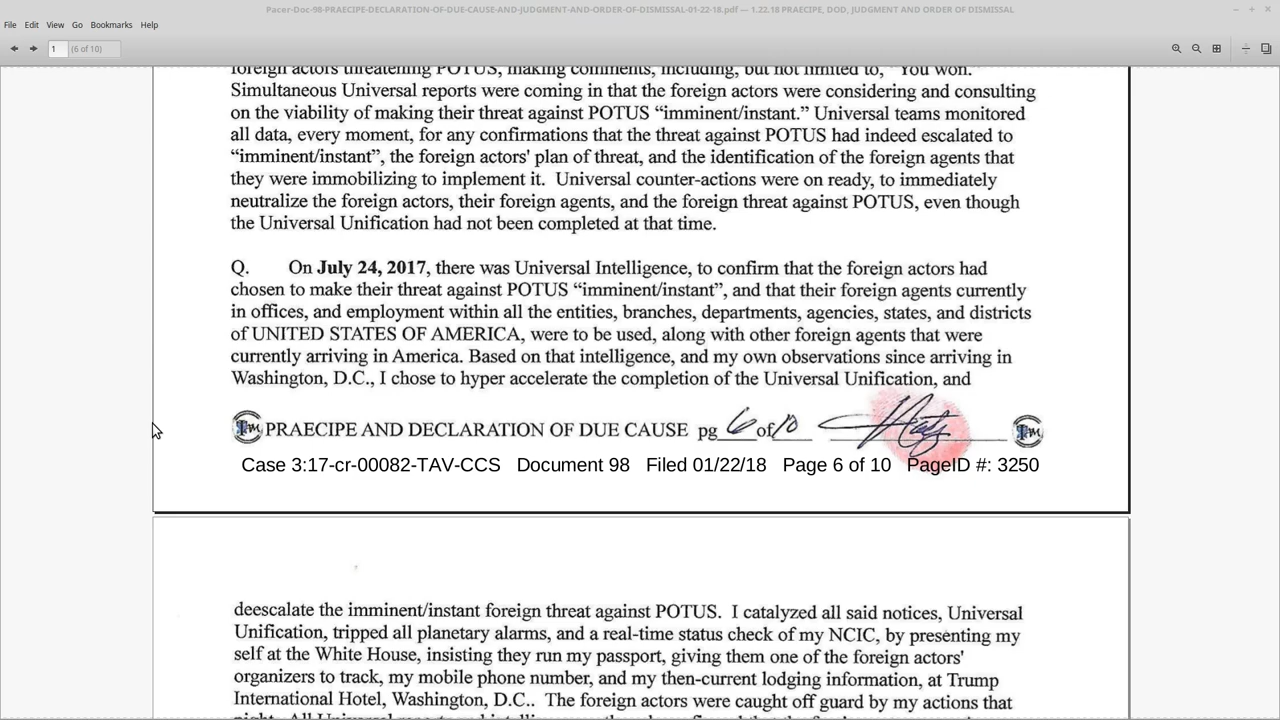 Pacer-Doc-98-PRAECIPE-DECLARATION-OF-DUE-CAUSE-AND-JUDGMENT-AND-ORDER-OF-DISMISSAL-01-22-18.pdf — 1.22.18 PRAECIPE, DOD, JUDGMENT AND ORDER OF DISMISSAL
File Edit View Go Bookmarks Help
1 (6 of 10)
foreign actors threatening POTUS, making comments, including, but not limited to, "You won."
Simultaneous Universal reports were coming in that the foreign actors were considering and consulting
on the viability of making their threat against POTUS “imminent/instant.” Universal teams monitored
all data, every moment, for any confirmations that the threat against POTUS had indeed escalated to
“imminent/instant”, the foreign actors' plan of threat, and the identification of the foreign agents that
they were immobilizing to implement it. Universal counter-actions were on ready, to immediately
neutralize the foreign actors, their foreign agents, and the foreign threat against POTUS, even though
the Universal Unification had not been completed at that time.
Q. On July 24, 2017, there was Universal Intelligence, to confirm that the foreign actors had
chosen to make their threat against POTUS “imminent/instant”, and that their foreign agents currently
in offices, and employment within all the entities, branches, departments, agencies, states, and districts
of UNITED STATES OF AMERICA, were to be used, along with other foreign agents that were
currently arriving in America. Based on that intelligence, and my own observations since arriving in
Washington, D.C., I chose to hyper accelerate the completion of the Universal Unification, and
PRAECIPE AND DECLARATION OF DUE CAUSE pg 6 of 10
Case 3:17-cr-00082-TAV-CCS Document 98 Filed 01/22/18 Page 6 of 10 PageID #: 3250
deescalate the imminent/instant foreign threat against POTUS. I catalyzed all said notices, Universal
Unification, tripped all planetary alarms, and a real-time status check of my NCIC, by presenting my
self at the White House, insisting they run my passport, giving them one of the foreign actors'
organizers to track, my mobile phone number, and my then-current lodging information, at Trump
International Hotel, Washington, D.C.. The foreign actors were caught off guard by my actions that